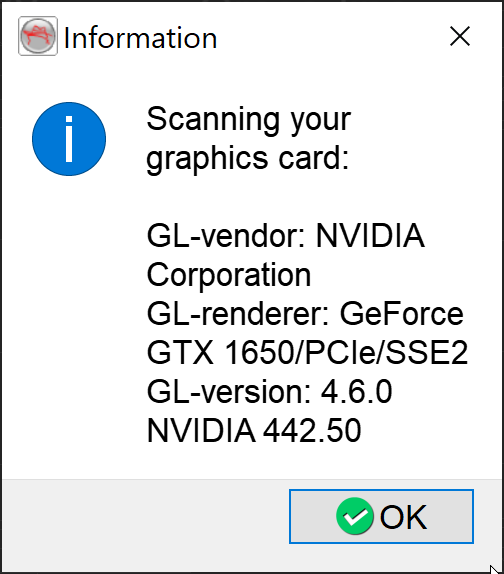 Information
Scanning your
graphics card:
GL-vendor: NVIDIA
Corporation
GL-renderer: GeForce
GTX 1650/PCIe/SSE2
GL-version: 4.6.0
NVIDIA 442.50
OK